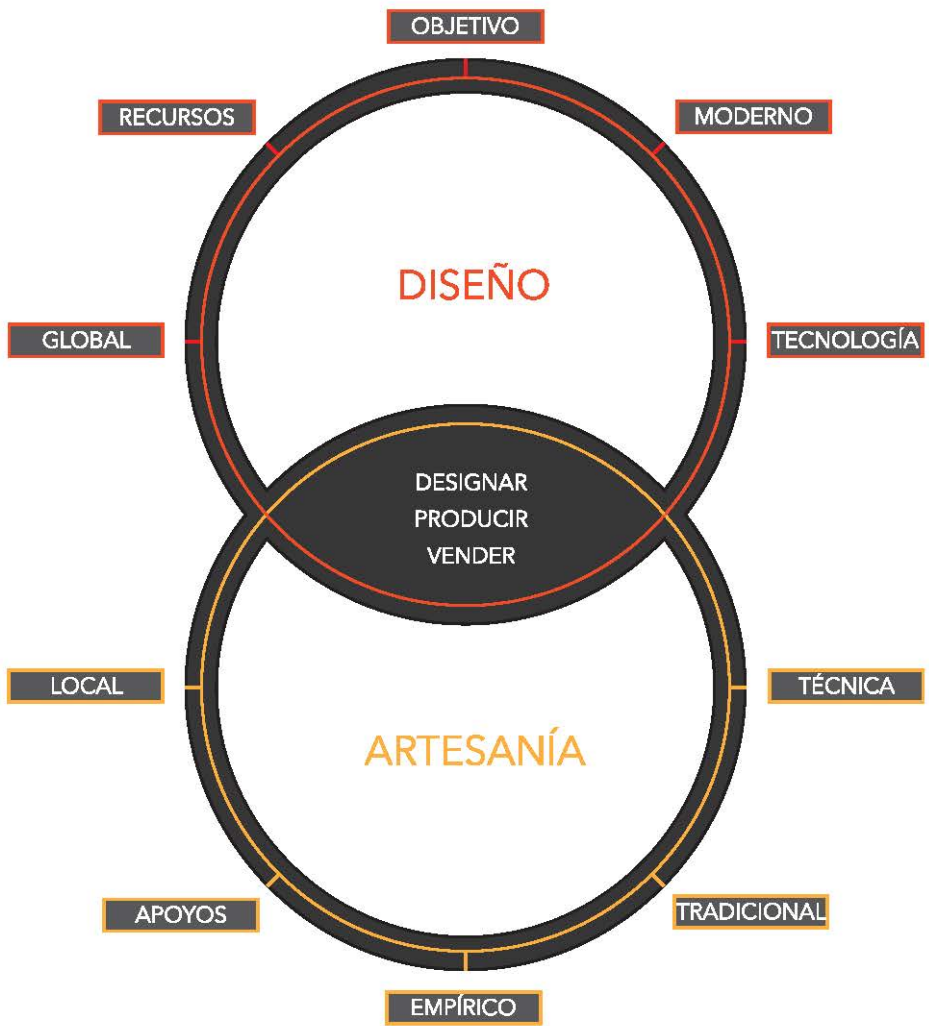 OBJETIVO
RECURSOS
MODERNO
DISEÑO
GLOBAL
TECNOLOGÍA
DESIGNAR
PRODUCIR
VENDER
LOCAL
TÉCNICA
ARTESANÍA
APOYOS
TRADICIONAL
EMPÍRICO